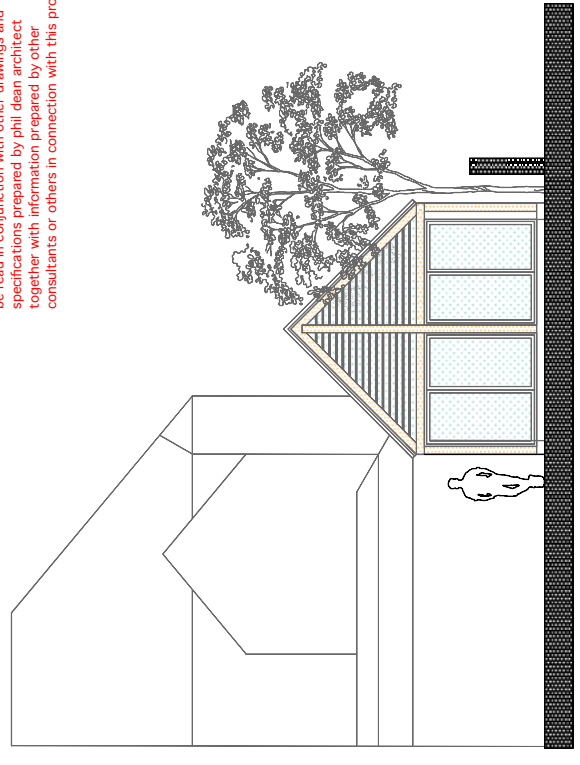 be read in conjunction with other drawings and
specifications prepared by phil dean architect
together with information prepared by other
consultants or others in connection with this